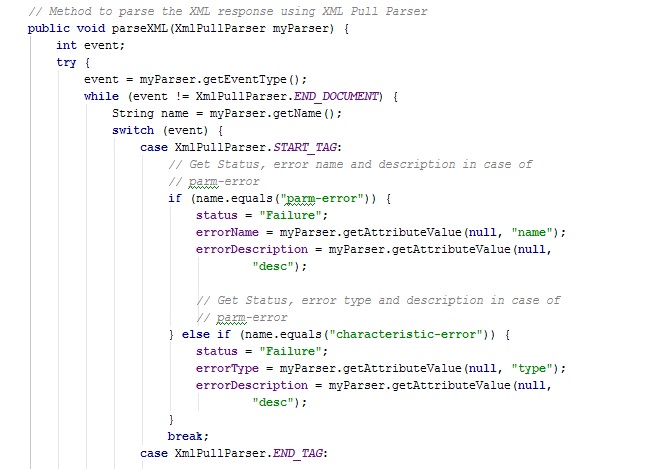 // Method to parse the XML response using XML Pull Parser
public void parseXML(XmlPullParser myParser) {
int event;
try {
event = myParser.getEventType();
while (event != XmlPullParser.END_DOCUMENT) {
String name = myParser.getName();
switch (event) {
case XmlPullParser.START_TAG:
// Get Status, error name and description in case of
// parm-error
if (name.equals("parm-error")) {
status = "Failure";
errorName = myParser.getAttributeValue(null, "name");
errorDescription = myParser.getAttributeValue(null,
"desc");
// Get Status, error type and description in case of
// parm-error
} else if (name.equals("characteristic-error")) {
status = "Failure";
errorType = myParser.getAttributeValue(null, "type");
errorDescription = myParser.getAttributeValue(null,
"desc");
}
break;
case XmlPullParser.END_TAG: